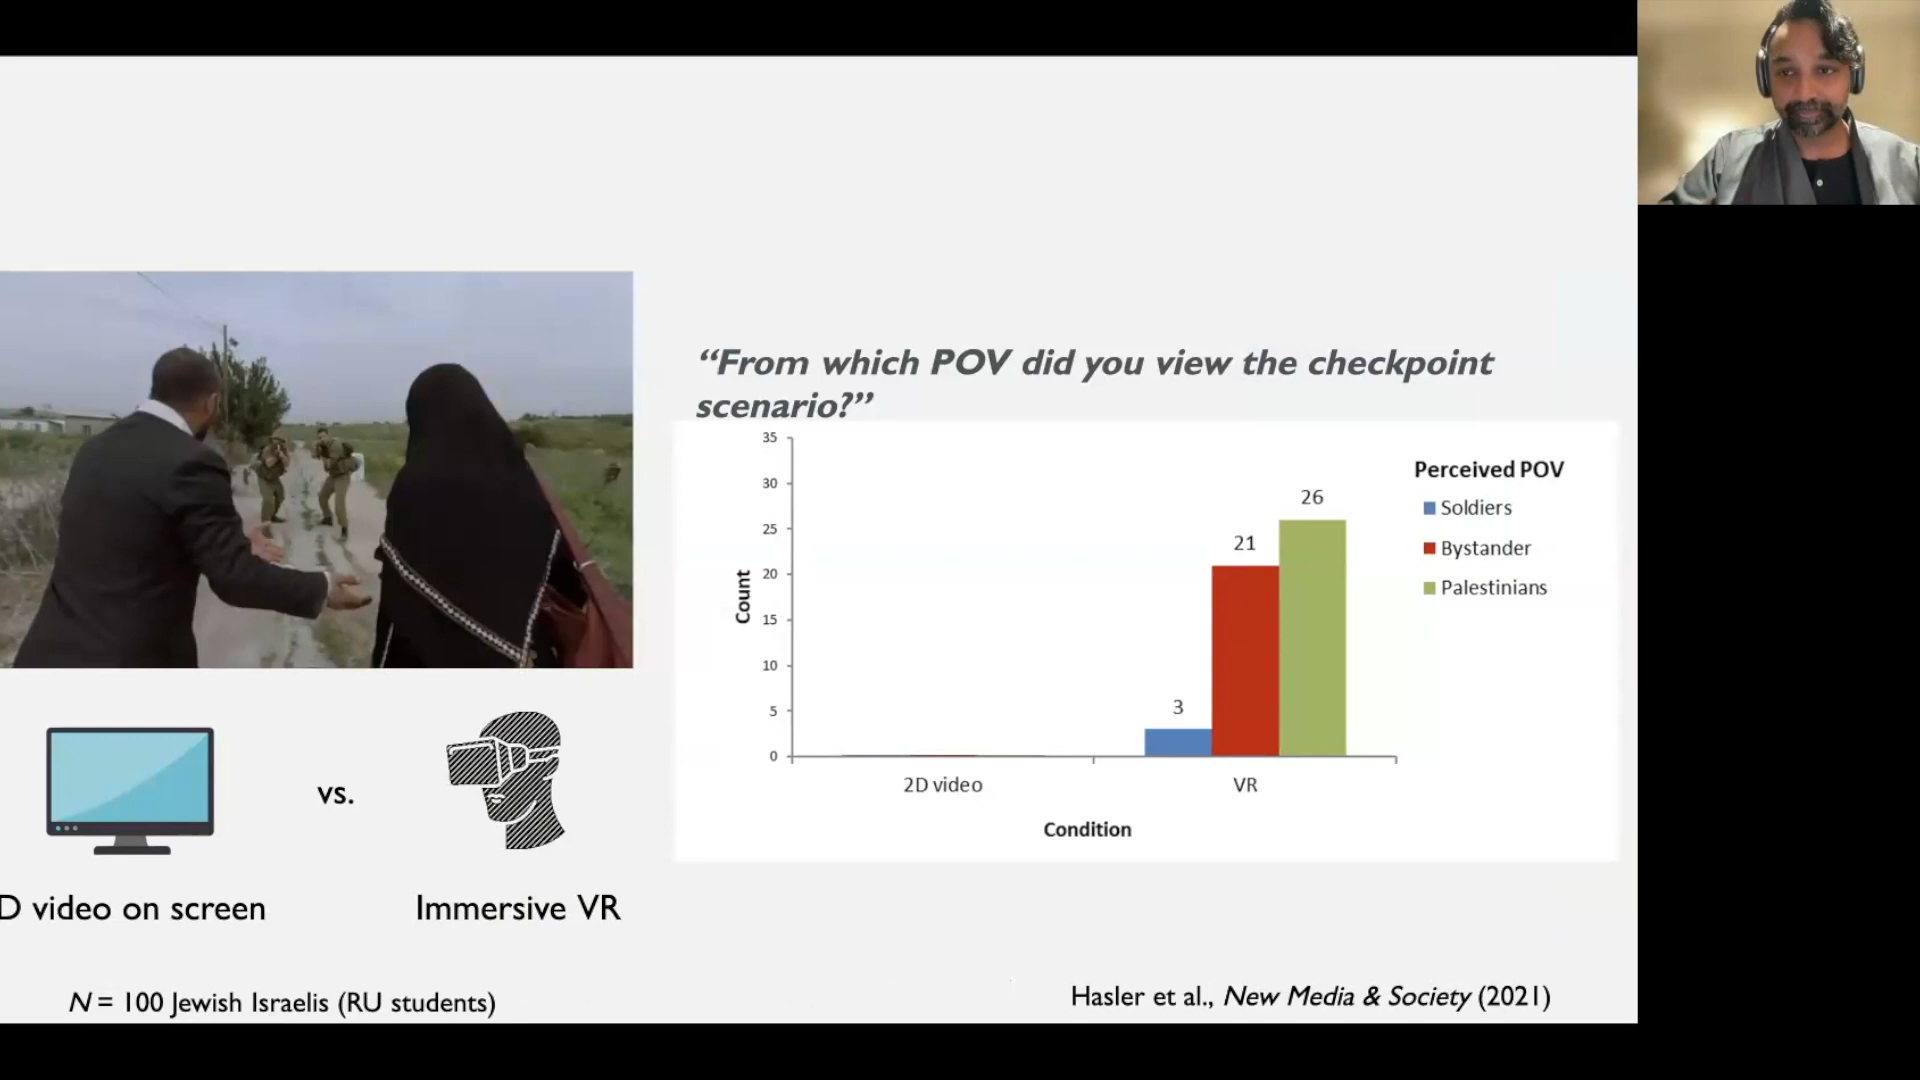 “From which POV did you view the checkpoint
scenario?”
35
30
25
20
15
10
5
0
Count
3
21
26
2D video
VR
Condition
Perceived POV
Soldiers
Bystander
Palestinians
vs.
D video on screen
Immersive VR
N = 100 Jewish Israelis (RU students)
Hasler et al., New Media & Society (2021)